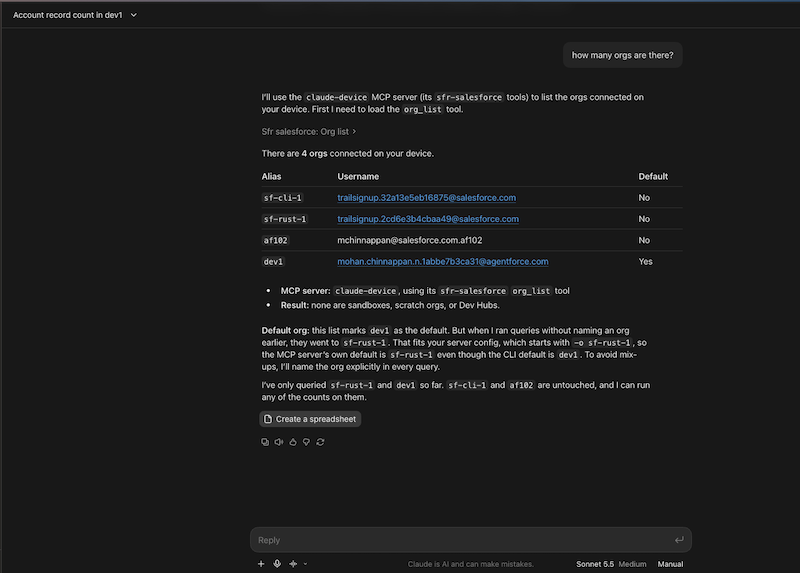 Account record count in dev1
how many orgs are there?
I'll use the claude-device MCP server (its sfr-salesforce tools) to list the orgs connected on
your device. First I need to load the org_list tool.
Sfr salesforce: Org list >
There are 4 orgs connected on your device.
Alias Username Default
sf-cli-1 trailsignup.32a13e5eb16875@salesforce.com No
sf-rust-1 trailsignup.2cd6e3b4cbaa49@salesforce.com No
af102 mchinnappan@salesforce.com.af102 No
dev1 mohan.chinnappan.n.1abbe7b3ca31@agentforce.com Yes
• MCP server: claude-device, using its sfr-salesforce org_list tool
• Result: none are sandboxes, scratch orgs, or Dev Hubs.
Default org: this list marks dev1 as the default. But when I ran queries without naming an org
earlier, they went to sf-rust-1. That fits your server config, which starts with -o sf-rust-1, so
the MCP server's own default is sf-rust-1 even though the CLI default is dev1. To avoid mix-
ups, I'll name the org explicitly in every query.
I've only queried sf-rust-1 and dev1 so far. sf-cli-1 and af102 are untouched, and I can run
any of the counts on them.
Create a spreadsheet
Reply
Claude is AI and can make mistakes.
Sonnet 5.5 Medium Manual